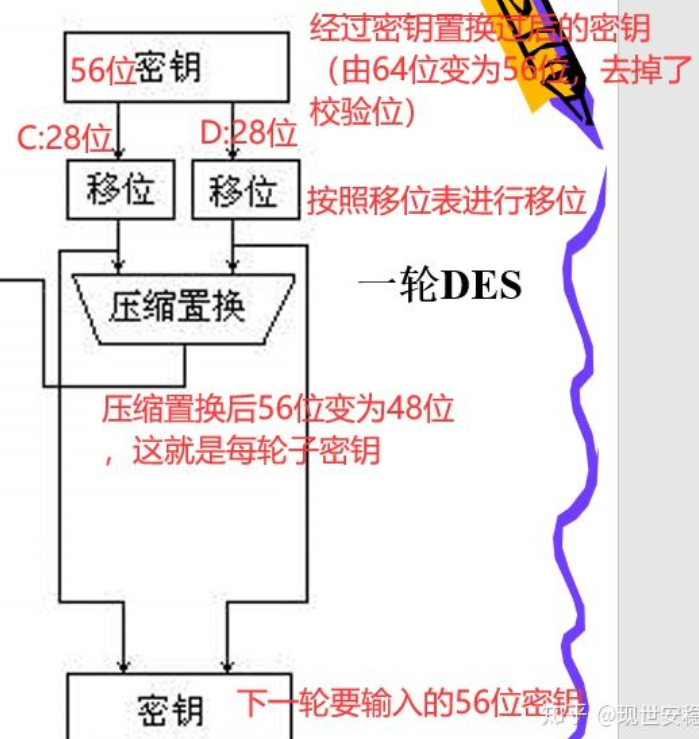 经过密钥置换过后的密钥
56位密钥
（由64位变为56位，去掉了
校验位）
C:28位
D:28位
移位
移位
按照移位表进行移位
一轮DES
压缩置换
压缩置换后56位变为48位
，这就是每轮子密钥
密钥
下一轮要输入的56位密钥
知乎 @现世安稳